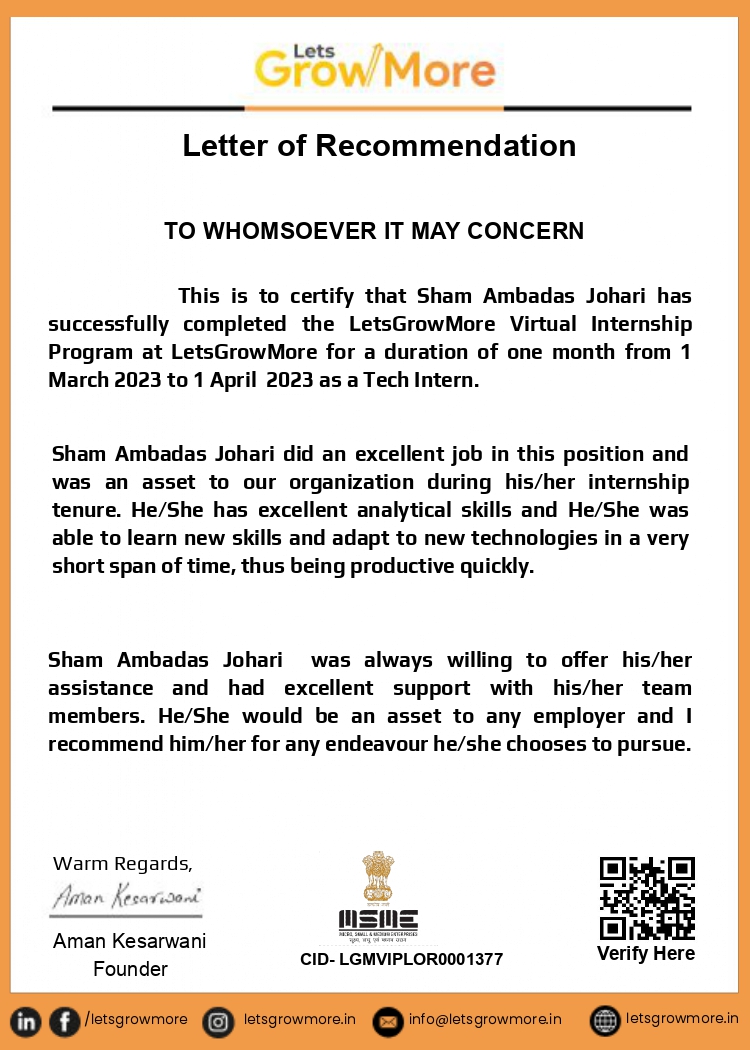 Lets
GrowMore
Letter of Recommendation
TO WHOMSOEVER IT MAY CONCERN
This is to certify that Sham Ambadas Johari has
successfully completed the LetsGrowMore Virtual Internship
Program at LetsGrowMore for a duration of one month from 1
March 2023 to 1 April 2023 as a Tech Intern.
Sham Ambadas Johari did an excellent job in this position and
was an asset to our organization during his/her internship
tenure. He/She has excellent analytical skills and He/She was
able to learn new skills and adapt to new technologies in a very
short span of time, thus being productive quickly.
Sham Ambadas Johari was always willing to offer his/her
assistance and had excellent support with his/her team
members. He/She would be an asset to any employer and I
recommend him/her for any endeavour he/she chooses to pursue.
Warm Regards,
Aman Kesarwani
Aman Kesarwani
Founder
MSME
MICRO, SMALL & MEDIUM ENTERPRISES
सूक्ष्म, लघु एवं मध्यम उद्यम
CID- LGMVIPLOR0001377
Verify Here
in f /letsgrowmore letsgrowmore.in info@letsgrowmore.in letsgrowmore.in